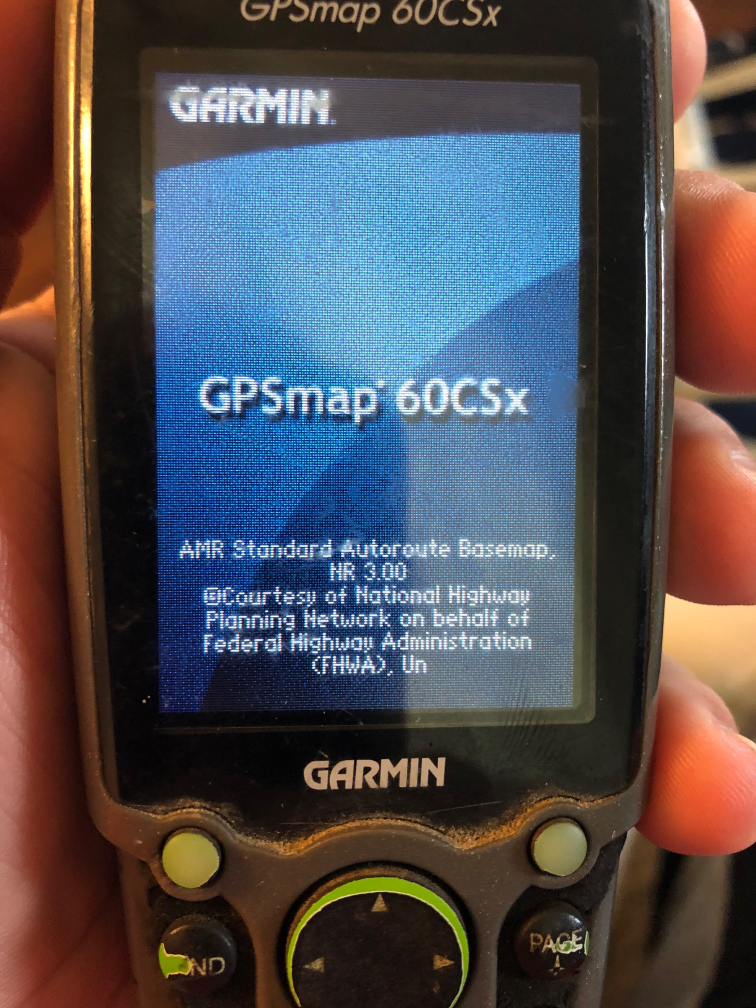 GPSmap 60CSx
GARMIN
GPSmap® 60CSx
AMR Standard Autoroute Basemap,
NR 3.00
©Courtesy of National Highway
Planning Network on behalf of
Federal Highway Administration
(FHWA), Un
GARMIN
ND
PAGE